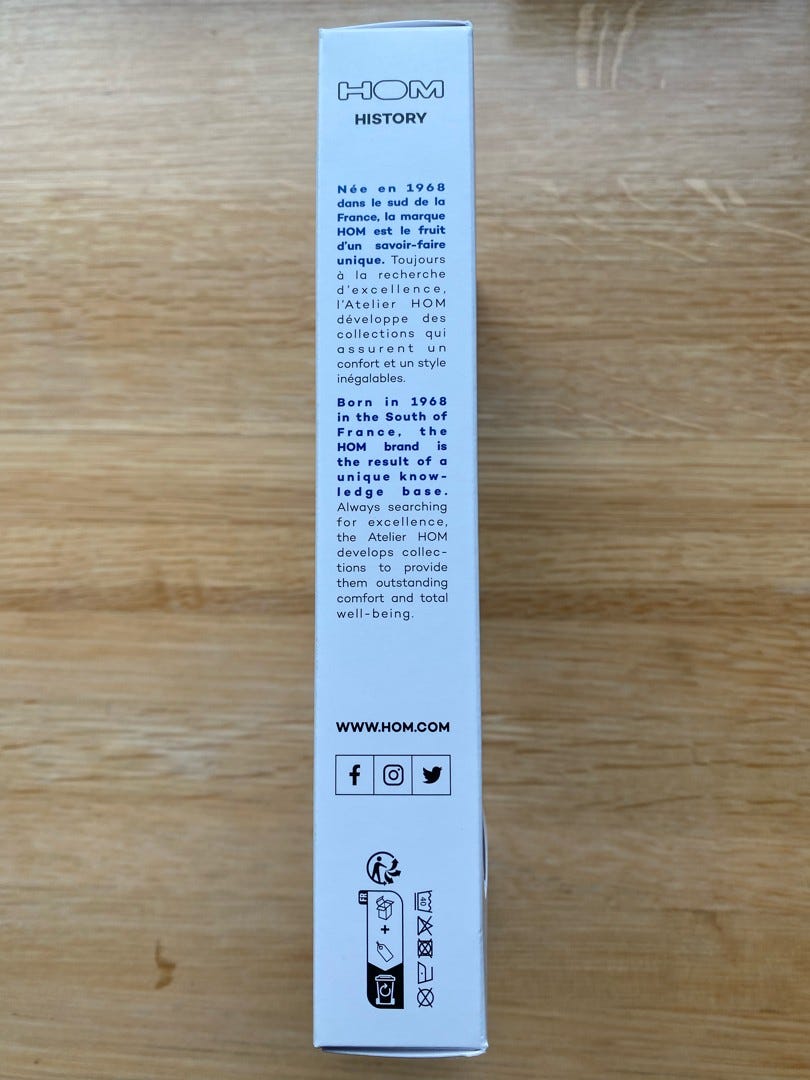 HOM
HISTORY
Née en 1968
dans le sud de la
France, la marque
HOM est le fruit
d'un savoir-faire
unique. Toujours
à la recherche
d'excellence,
l'Atelier HOM
développe des
collections qui
assurent un
confort et un style
inégalables.
Born in 1968
in the South of
France, the
HOM brand is
the result of a
unique know-
ledge base.
Always searching
for excellence,
the Atelier HOM
develops collec-
tions to provide
them outstanding
comfort and total
well-being.
WWW.HOM.COM
FR
+
40